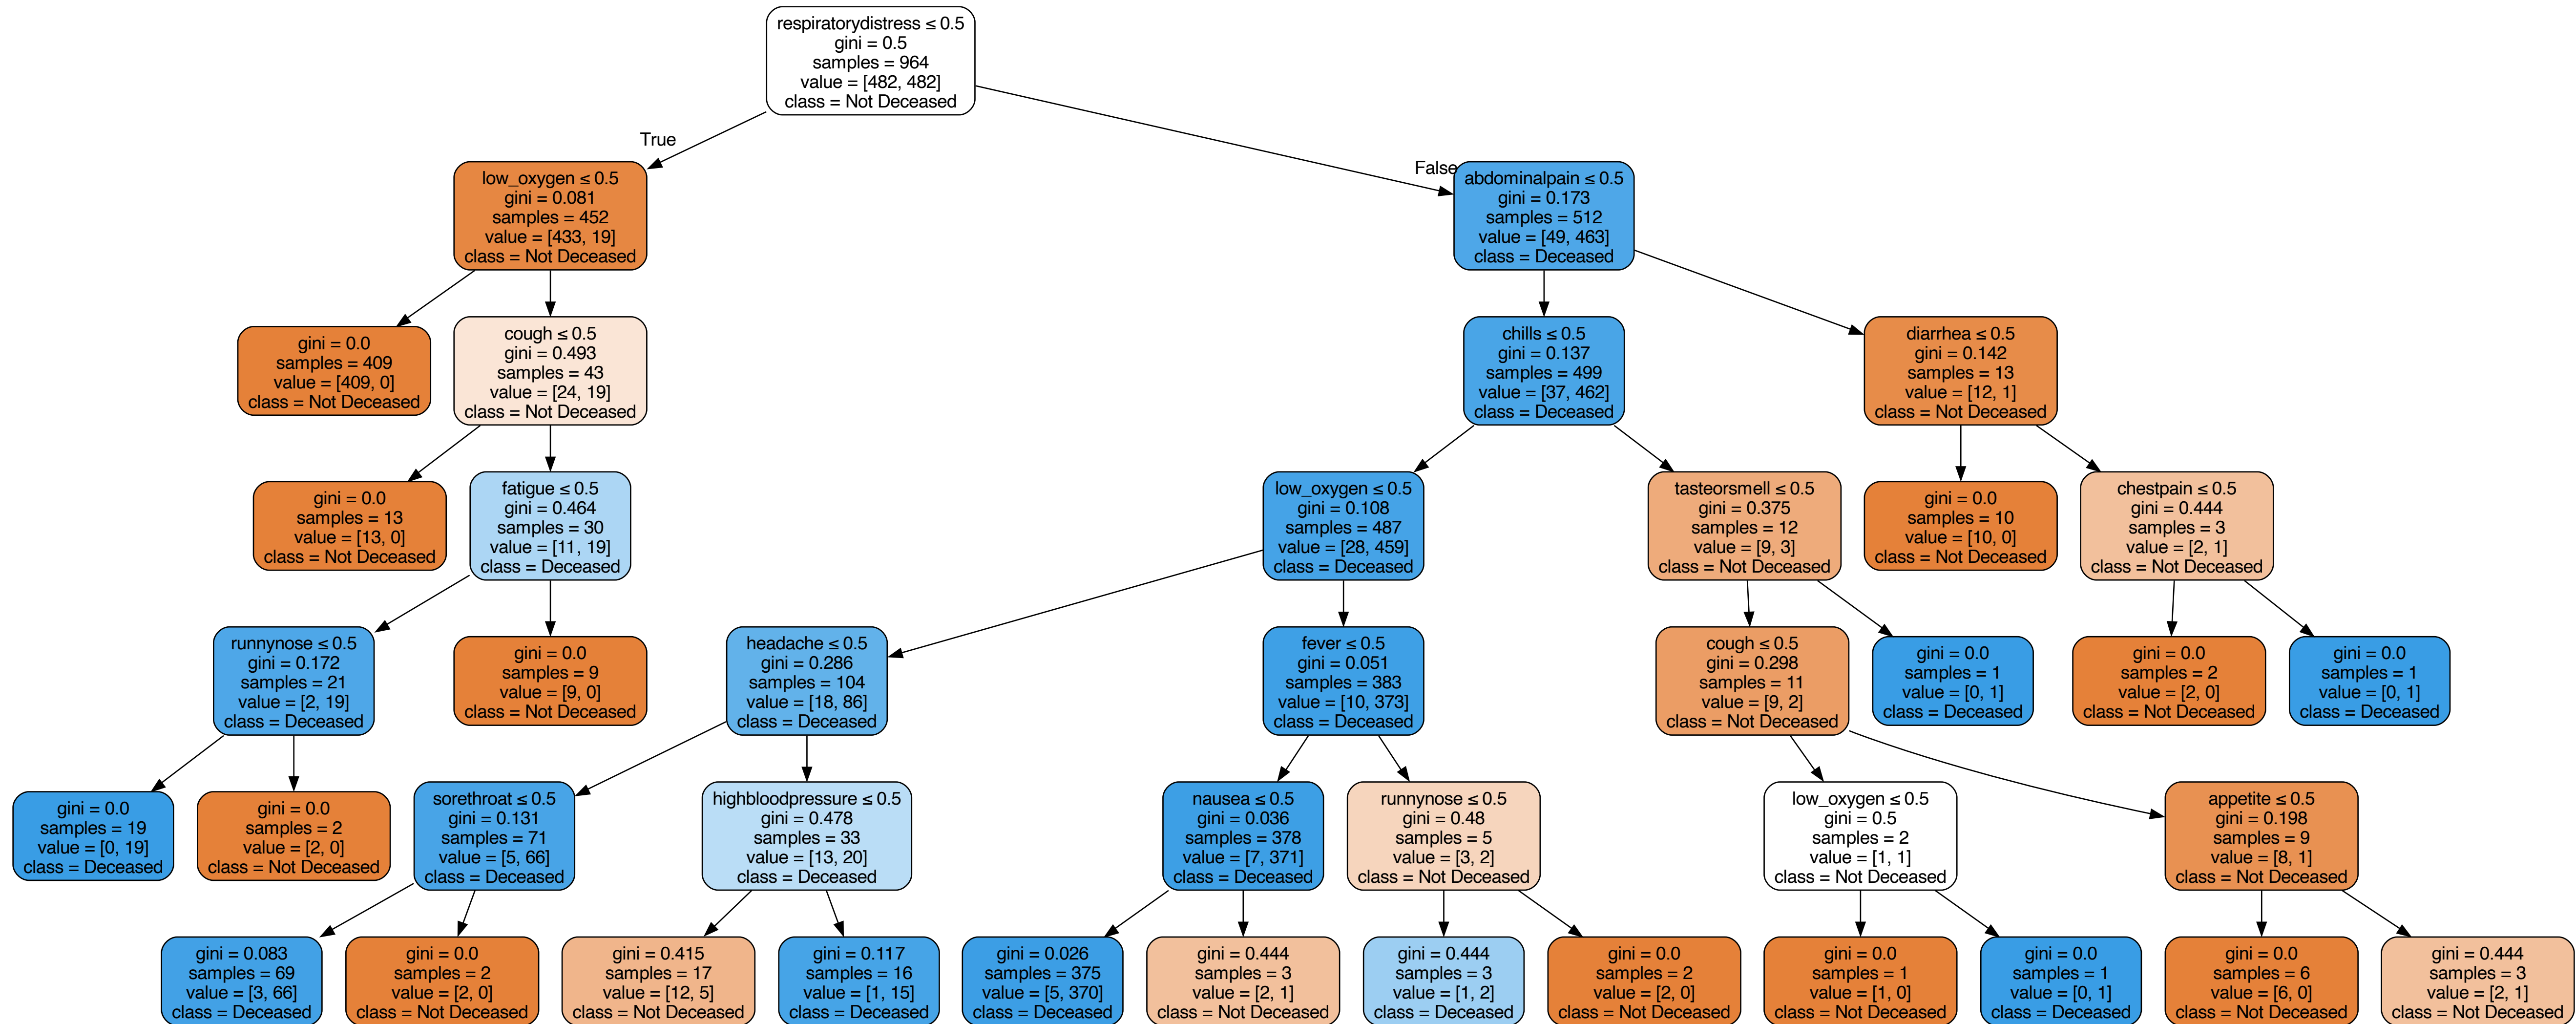 respiratorydistress ≤ 0.5
gini = 0.5
samples = 964
value = [482, 482]
class = Not Deceased
True
False
low_oxygen ≤ 0.5
gini = 0.081
samples = 452
value = [433, 19]
class = Not Deceased
abdominalpain ≤ 0.5
gini = 0.173
samples = 512
value = [49, 463]
class = Deceased
gini = 0.0
samples = 409
value = [409, 0]
class = Not Deceased
cough ≤ 0.5
gini = 0.493
samples = 43
value = [24, 19]
class = Not Deceased
chills ≤ 0.5
gini = 0.137
samples = 499
value = [37, 462]
class = Deceased
diarrhea ≤ 0.5
gini = 0.142
samples = 13
value = [12, 1]
class = Not Deceased
gini = 0.0
samples = 13
value = [13, 0]
class = Not Deceased
fatigue ≤ 0.5
gini = 0.464
samples = 30
value = [11, 19]
class = Deceased
low_oxygen ≤ 0.5
gini = 0.108
samples = 487
value = [28, 459]
class = Deceased
tasteorsmell ≤ 0.5
gini = 0.375
samples = 12
value = [9, 3]
class = Not Deceased
gini = 0.0
samples = 10
value = [10, 0]
class = Not Deceased
chestpain ≤ 0.5
gini = 0.444
samples = 3
value = [2, 1]
class = Not Deceased
runnynose ≤ 0.5
gini = 0.172
samples = 21
value = [2, 19]
class = Deceased
gini = 0.0
samples = 9
value = [9, 0]
class = Not Deceased
headache ≤ 0.5
gini = 0.286
samples = 104
value = [18, 86]
class = Deceased
fever ≤ 0.5
gini = 0.051
samples = 383
value = [10, 373]
class = Deceased
cough ≤ 0.5
gini = 0.298
samples = 11
value = [9, 2]
class = Not Deceased
gini = 0.0
samples = 1
value = [0, 1]
class = Deceased
gini = 0.0
samples = 2
value = [2, 0]
class = Not Deceased
gini = 0.0
samples = 1
value = [0, 1]
class = Deceased
gini = 0.0
samples = 19
value = [0, 19]
class = Deceased
gini = 0.0
samples = 2
value = [2, 0]
class = Not Deceased
sorethroat ≤ 0.5
gini = 0.131
samples = 71
value = [5, 66]
class = Deceased
highbloodpressure ≤ 0.5
gini = 0.478
samples = 33
value = [13, 20]
class = Deceased
nausea ≤ 0.5
gini = 0.036
samples = 378
value = [7, 371]
class = Deceased
runnynose ≤ 0.5
gini = 0.48
samples = 5
value = [3, 2]
class = Not Deceased
low_oxygen ≤ 0.5
gini = 0.5
samples = 2
value = [1, 1]
class = Not Deceased
appetite ≤ 0.5
gini = 0.198
samples = 9
value = [8, 1]
class = Not Deceased
gini = 0.083
samples = 69
value = [3, 66]
class = Deceased
gini = 0.0
samples = 2
value = [2, 0]
class = Not Deceased
gini = 0.415
samples = 17
value = [12, 5]
class = Not Deceased
gini = 0.117
samples = 16
value = [1, 15]
class = Deceased
gini = 0.026
samples = 375
value = [5, 370]
class = Deceased
gini = 0.444
samples = 3
value = [2, 1]
class = Not Deceased
gini = 0.444
samples = 3
value = [1, 2]
class = Deceased
gini = 0.0
samples = 2
value = [2, 0]
class = Not Deceased
gini = 0.0
samples = 1
value = [1, 0]
class = Not Deceased
gini = 0.0
samples = 1
value = [0, 1]
class = Deceased
gini = 0.0
samples = 6
value = [6, 0]
class = Not Deceased
gini = 0.444
samples = 3
value = [2, 1]
class = Not Deceased